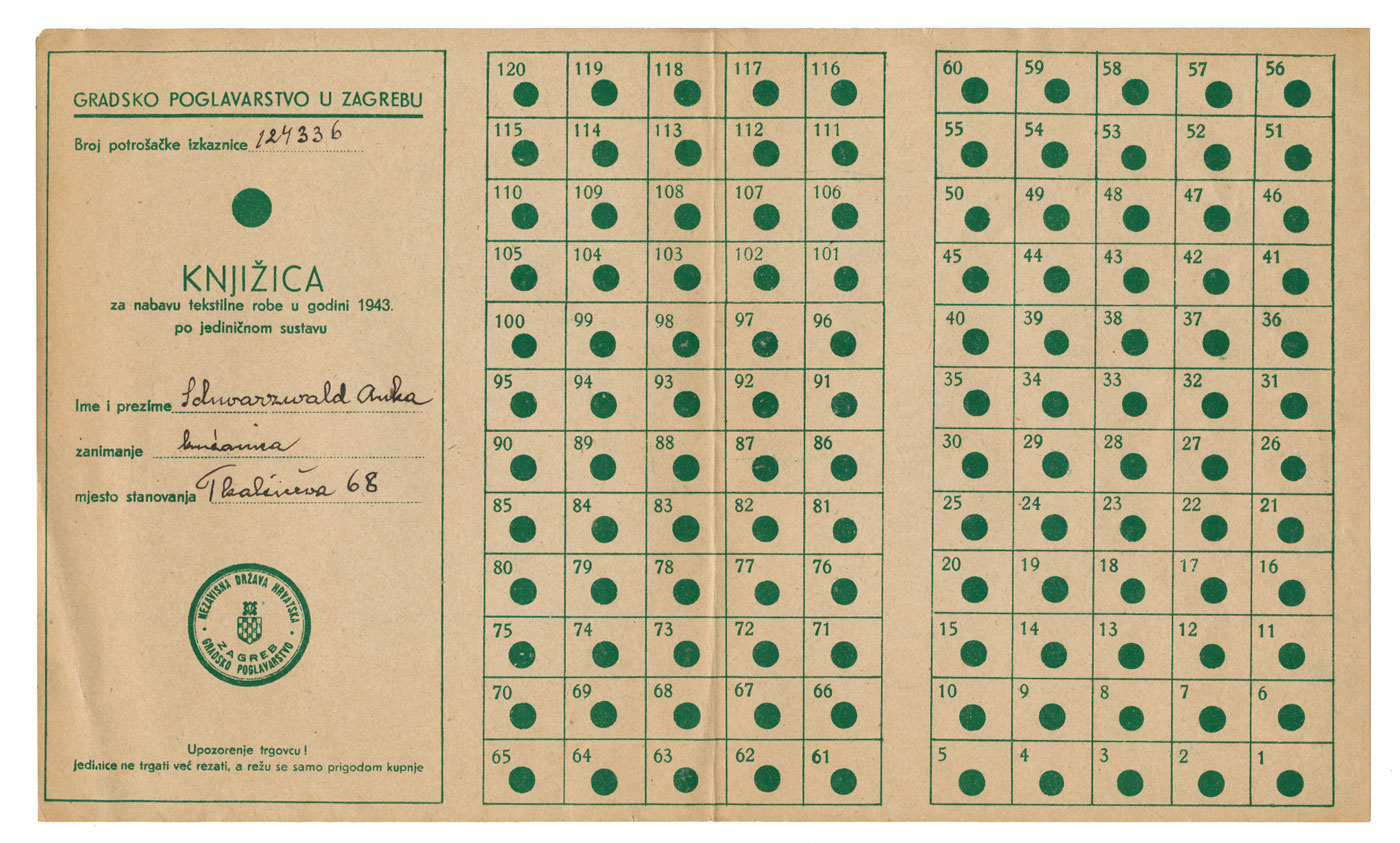 GRADSKO POGLAVARSTVO U ZAGREBU
Broj potrošačke izkaznice 124336
KNJIŽICA
za nabavu tekstilne robe u godini 1943.
po jediničnom sustavu
Ime i prezime Schwarzwald Anka
zanimanje kućanica
mjesto stanovanja Tkalčićeva 68
NEZAVISNA DRŽAVA HRVATSKA
ZAGREB
GRADSKO POGLAVARSTVO
Upozorenje trgovcu !
Jedinice ne trgati već rezati, a režu se samo prigodom kupnje
120 119 118 117 116
115 114 113 112 111
110 109 108 107 106
105 104 103 102 101
100 99 98 97 96
95 94 93 92 91
90 89 88 87 86
85 84 83 82 81
80 79 78 77 76
75 74 73 72 71
70 69 68 67 66
65 64 63 62 61
60 59 58 57 56
55 54 53 52 51
50 49 48 47 46
45 44 43 42 41
40 39 38 37 36
35 34 33 32 31
30 29 28 27 26
25 24 23 22 21
20 19 18 17 16
15 14 13 12 11
10 9 8 7 6
5 4 3 2 1